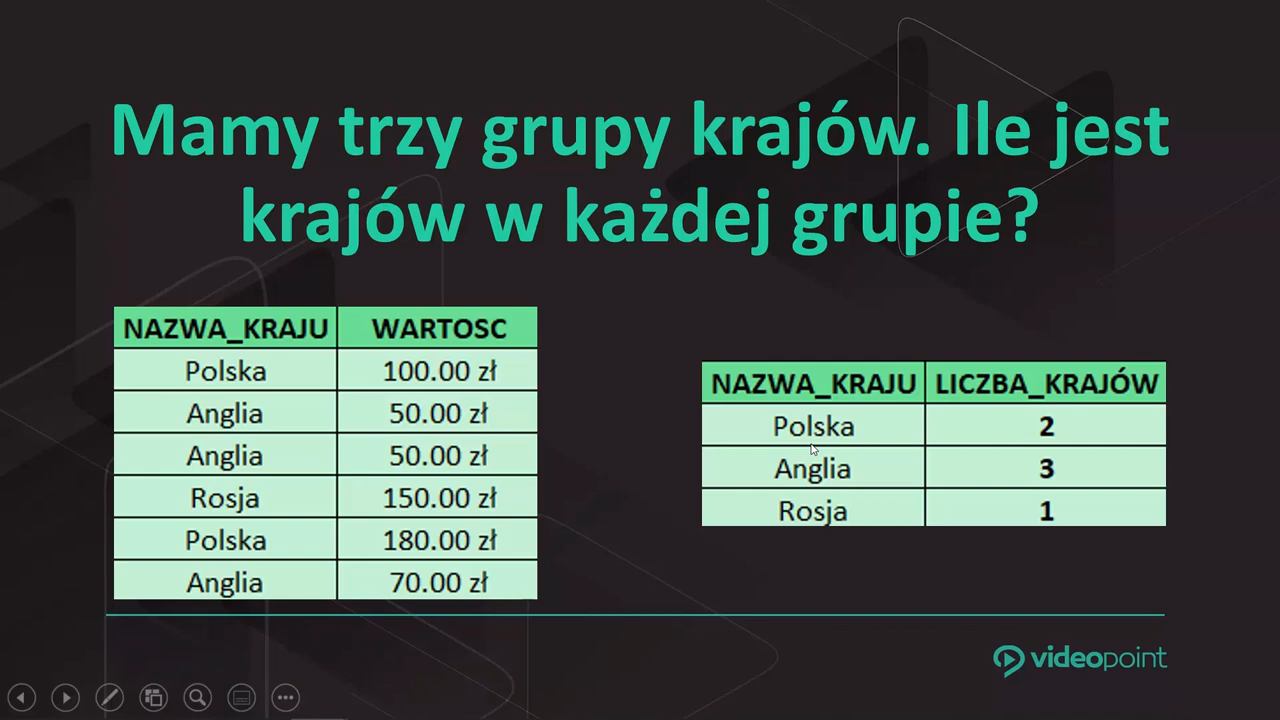 Mamy trzy grupy krajów. Ile jest
krajów w każdej grupie?
NAZWA_KRAJU WARTOSC
Polska 100.00 zł
Anglia 50.00 zł
Anglia 50.00 zł
Rosja 150.00 zł
Polska 180.00 zł
Anglia 70.00 zł
NAZWA_KRAJU LICZBA_KRAJÓW
Polska 2
Anglia 3
Rosja 1
videopoint